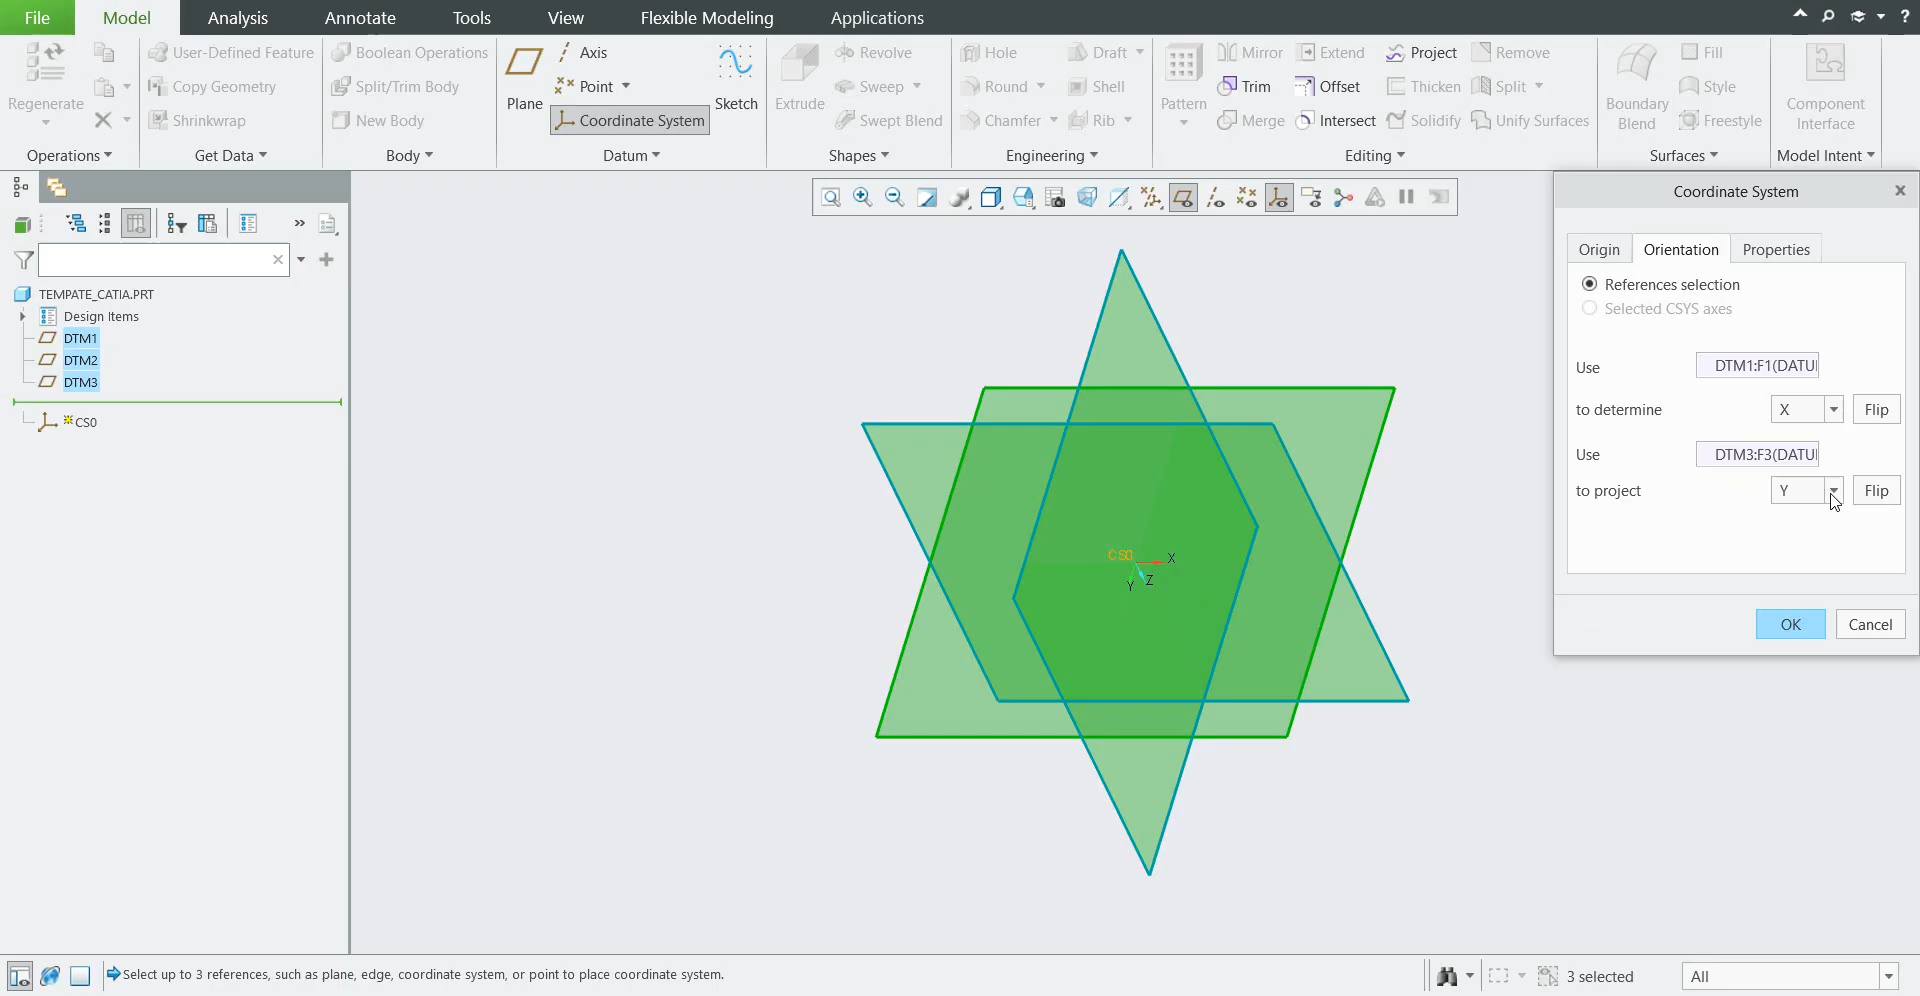 File Model Analysis Annotate Tools View Flexible Modeling Applications ?
User-Defined Feature Boolean Operations Axis Revolve Hole Draft Mirror Extend Project Remove Fill
Copy Geometry Split/Trim Body Point Sweep Round Shell Trim Offset Thicken Split Style
Regenerate Plane Sketch Extrude Pattern Boundary Blend Component Interface
Shrinkwrap New Body Coordinate System Swept Blend Chamfer Rib Merge Intersect Solidify Unify Surfaces Freestyle
Operations Get Data Body Datum Shapes Engineering Editing Surfaces Model Intent
Coordinate System
Origin Orientation Properties
References selection
Selected CSYS axes
Use DTM1:F1(DATU
to determine X Flip
Use DTM3:F3(DATU
to project Y Flip
OK Cancel
TEMPATE_CATIA.PRT
Design Items
DTM1
DTM2
DTM3
CS0
CS0 X
Y Z
Select up to 3 references, such as plane, edge, coordinate system, or point to place coordinate system.
3 selected All